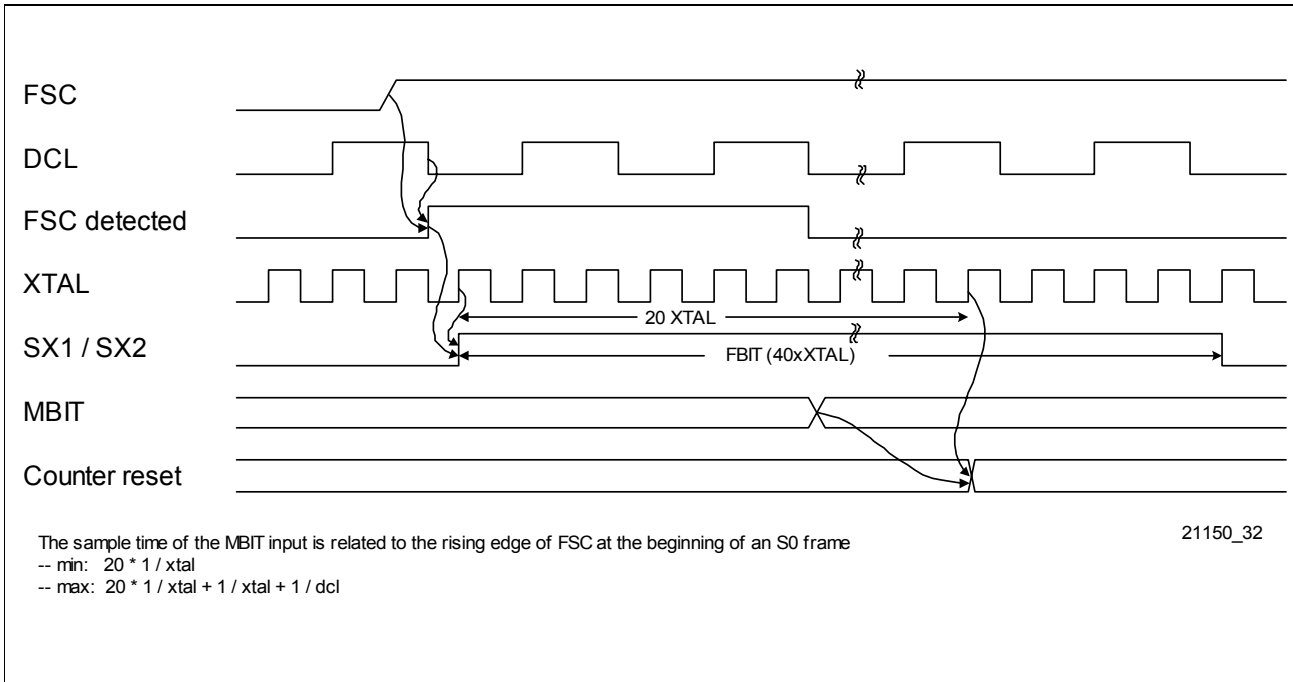 FSC
DCL
FSC detected
XTAL
20 XTAL
SX1 / SX2
FBIT (40xXTAL)
MBIT
Counter reset
The sample time of the MBIT input is related to the rising edge of FSC at the beginning of an S0 frame
-- min: 20 * 1 / xtal
-- max: 20 * 1 / xtal + 1 / xtal + 1 / dcl
21150_32